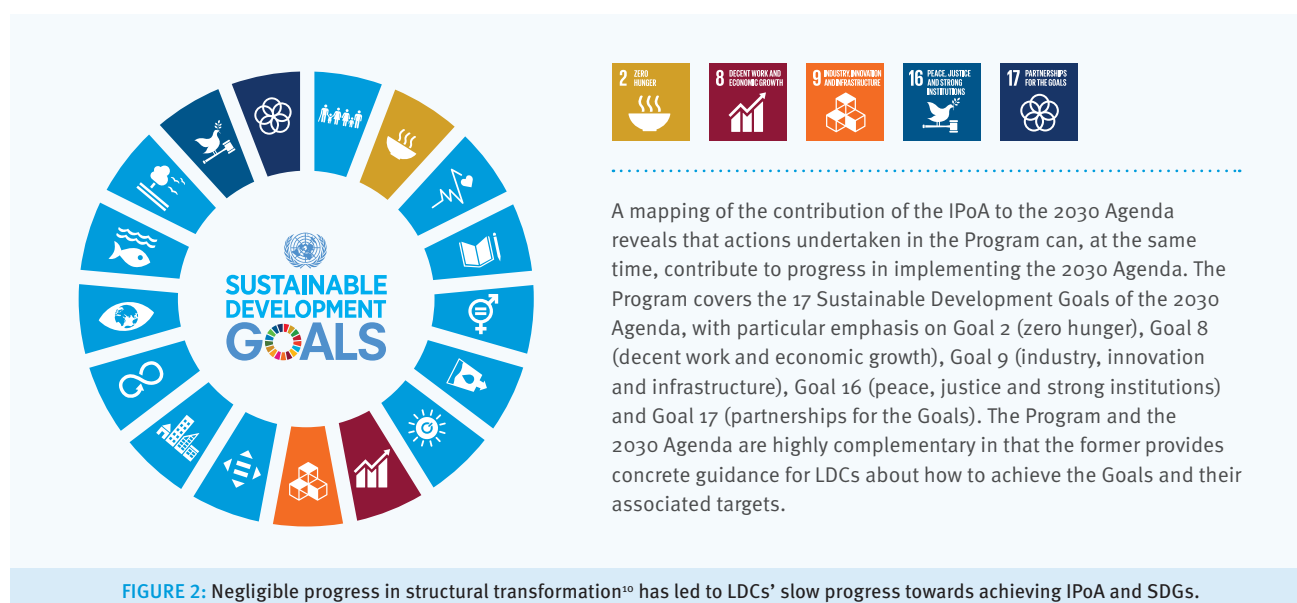 SUSTAINABLE
DEVELOPMENT
GOALS
2 ZERO
HUNGER
8 DECENT WORK AND
ECONOMIC GROWTH
9 INDUSTRY, INNOVATION
AND INFRASTRUCTURE
16 PEACE, JUSTICE
AND STRONG
INSTITUTIONS
17 PARTNERSHIPS
FOR THE GOALS
A mapping of the contribution of the IPoA to the 2030 Agenda
reveals that actions undertaken in the Program can, at the same
time, contribute to progress in implementing the 2030 Agenda. The
Program covers the 17 Sustainable Development Goals of the 2030
Agenda, with particular emphasis on Goal 2 (zero hunger), Goal 8
(decent work and economic growth), Goal 9 (industry, innovation
and infrastructure), Goal 16 (peace, justice and strong institutions)
and Goal 17 (partnerships for the Goals). The Program and the
2030 Agenda are highly complementary in that the former provides
concrete guidance for LDCs about how to achieve the Goals and their
associated targets.
FIGURE 2: Negligible progress in structural transformation¹⁰ has led to LDCs’ slow progress towards achieving IPoA and SDGs.